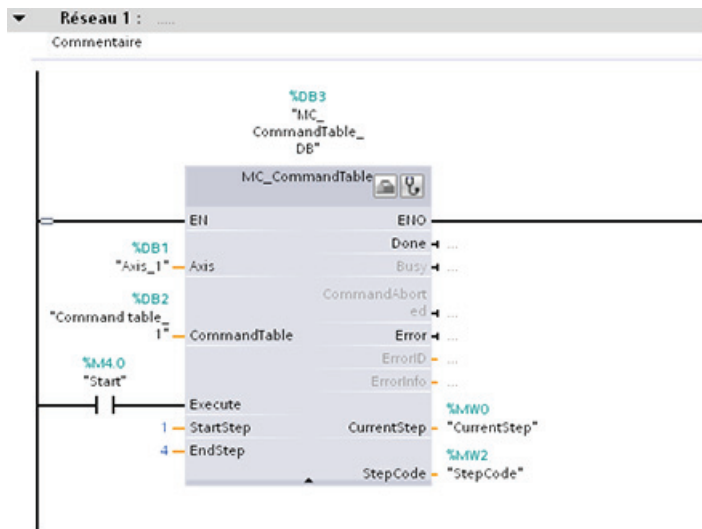 Réseau 1 : .....
Commentaire
%DB3
"MC_
CommandTable_
DB"
MC_CommandTable
EN
ENO
Done ...
%DB1
"Axis_1"
Axis
Busy ...
%DB2
"Command table_
1"
CommandTable
CommandAbort
ed ...
Error ...
ErrorID ...
ErrorInfo ...
%M4.0
"Start"
Execute
1
StartStep
4
EndStep
%MW0
CurrentStep
"CurrentStep"
%MW2
StepCode
"StepCode"